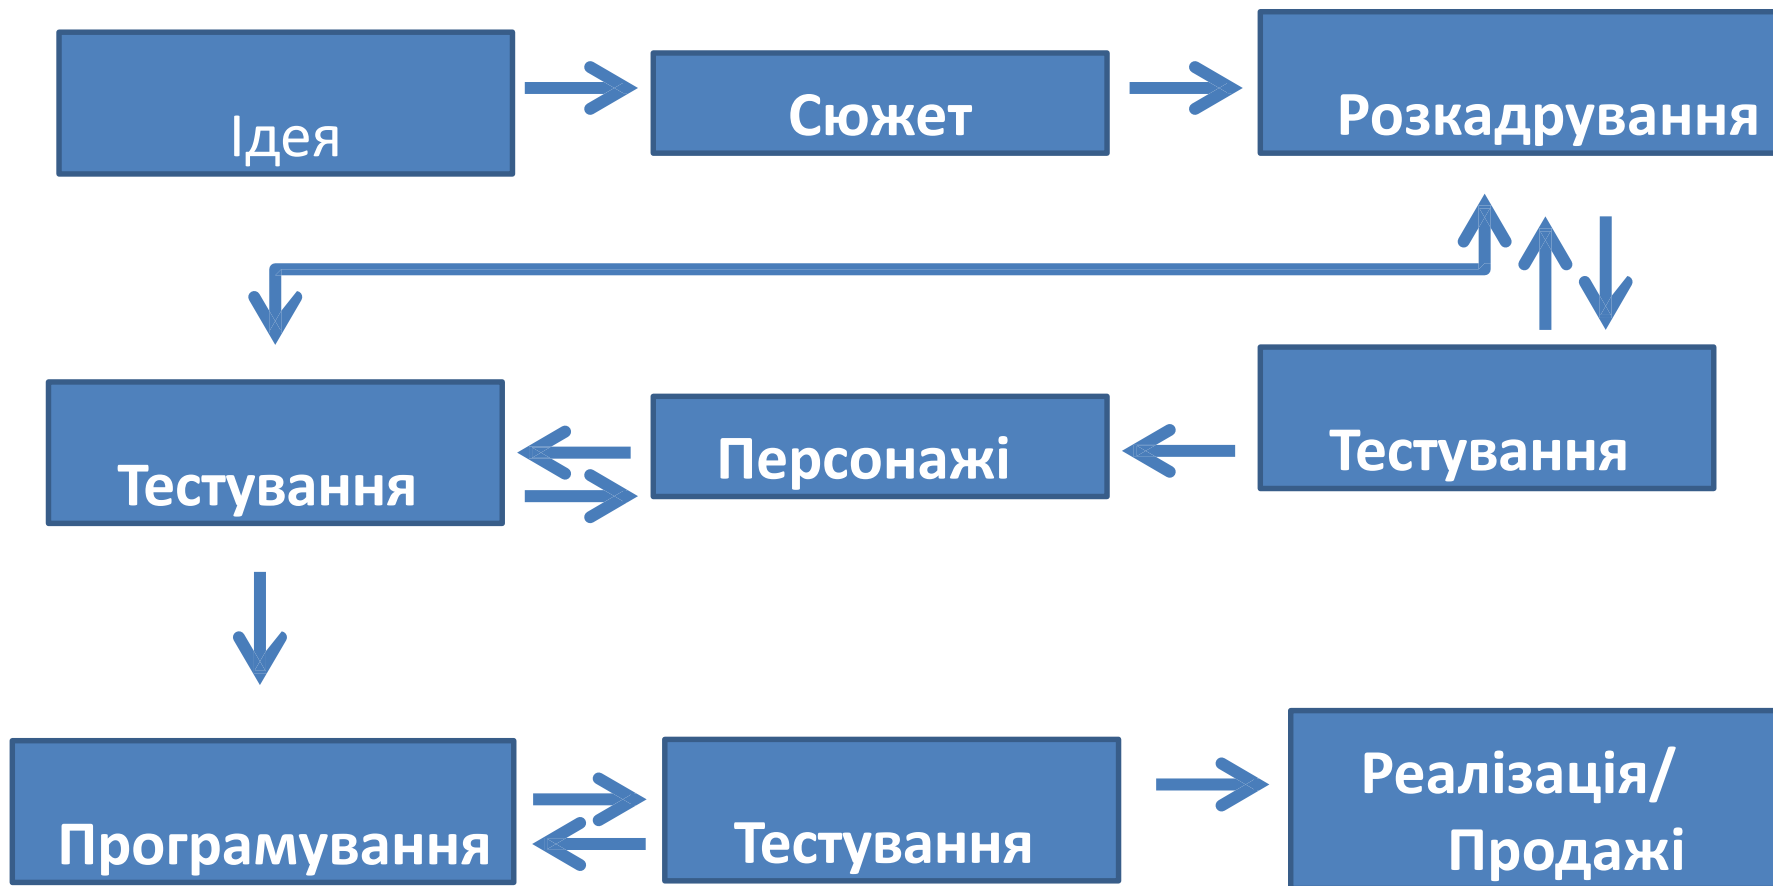 Ідея
Сюжет
Розкадрування
Тестування
Персонажі
Тестування
Програмування
Тестування
Реалізація/
Продажі